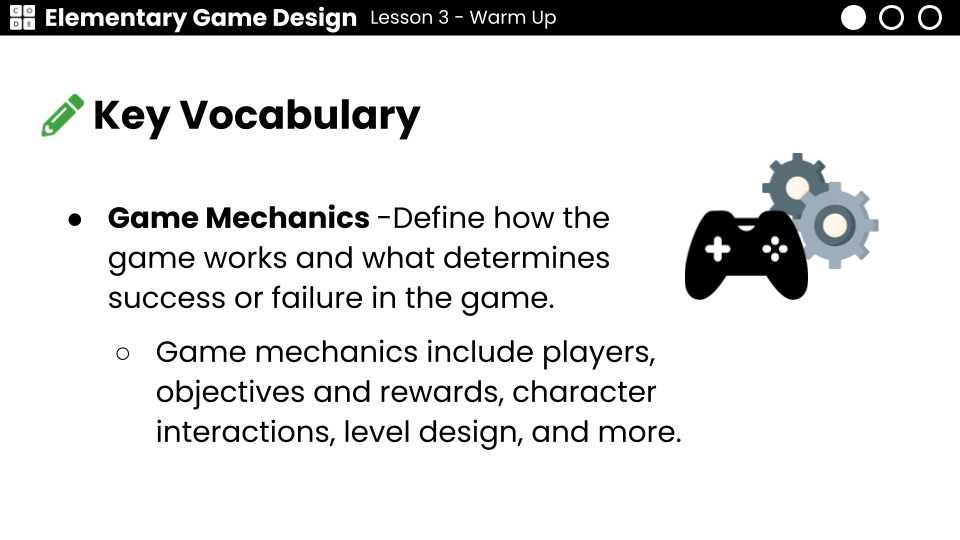 CODE
Elementary Game Design Lesson 3 - Warm Up
Key Vocabulary
● Game Mechanics -Define how the
game works and what determines
success or failure in the game.
○ Game mechanics include players,
objectives and rewards, character
interactions, level design, and more.